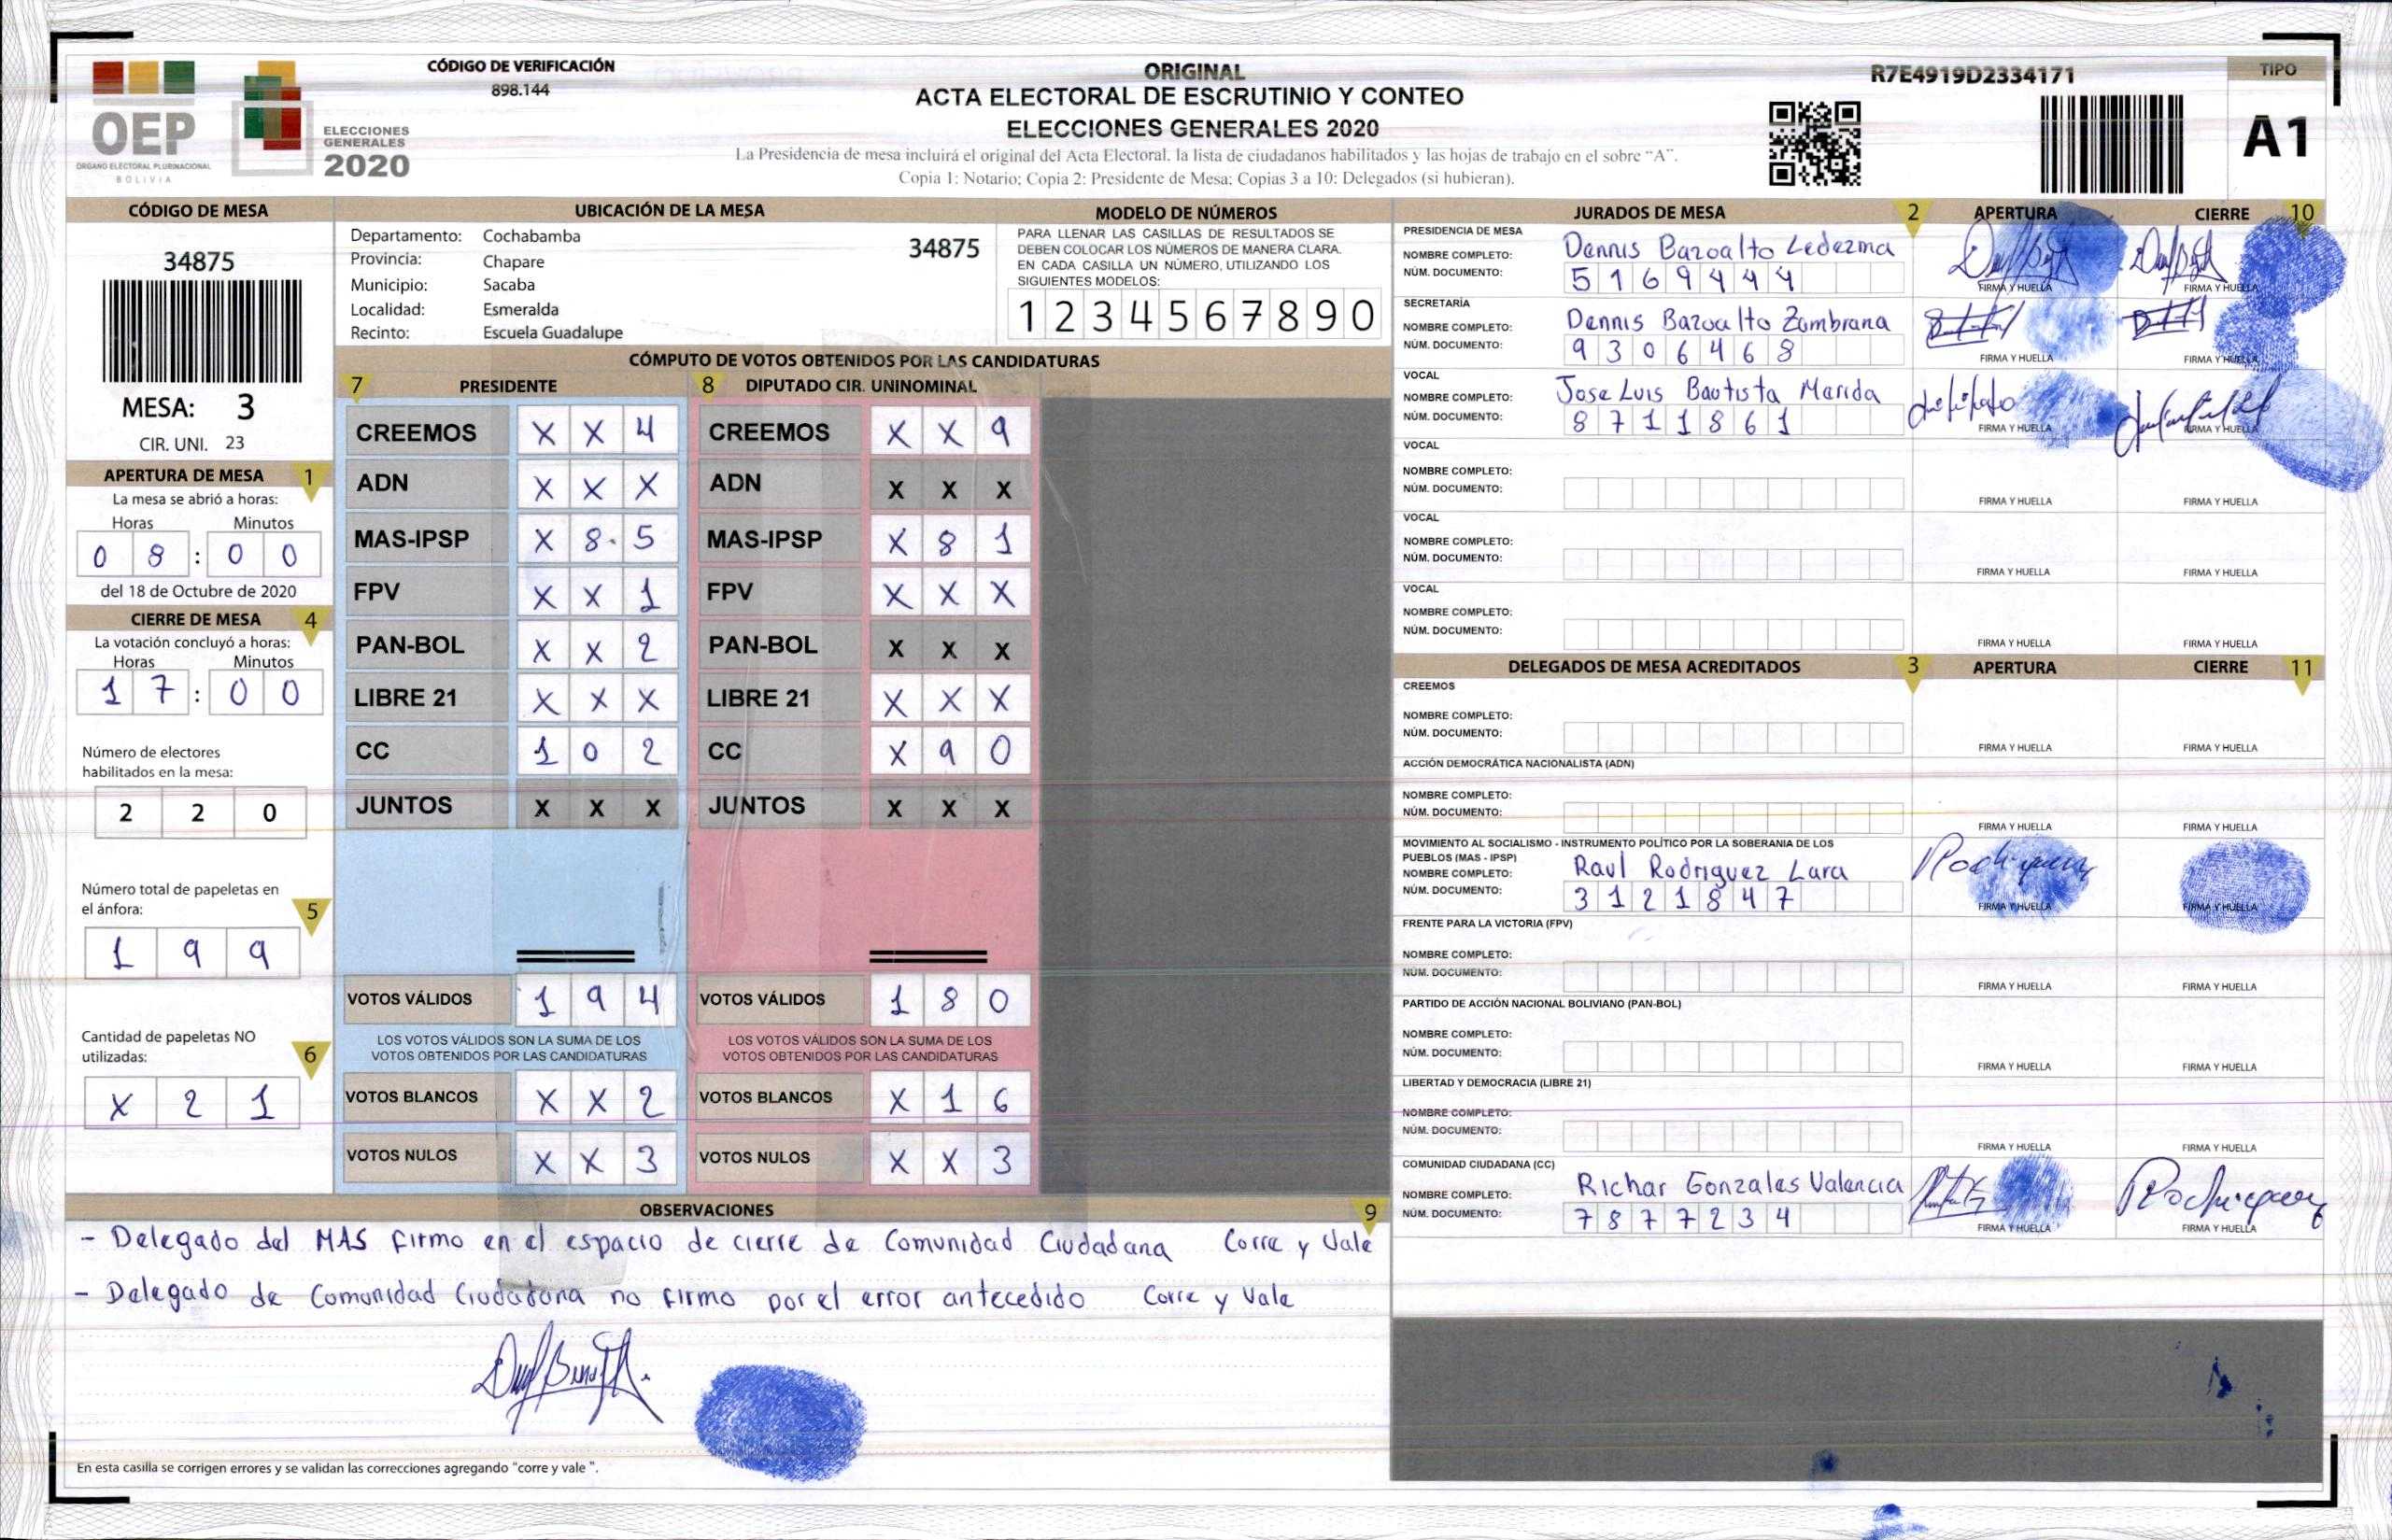 CÓDIGO DE VERIFICACIÓN
898.144
OEP
ORGANO ELECTORAL PLURINACIONAL
BOLIVIA
ELECCIONES
GENERALES
2020
ORIGINAL
ACTA ELECTORAL DE ESCRUTINIO Y CONTEO
ELECCIONES GENERALES 2020
La Presidencia de mesa incluirá el original del Acta Electoral, la lista de ciudadanos habilitados y las hojas de trabajo en el sobre "A".
Copia 1: Notario; Copia 2: Presidente de Mesa; Copias 3 a 10: Delegados (si hubieran).
R7E4919D2334171
TIPO
A1
CÓDIGO DE MESA
34875
MESA: 3
CIR. UNI. 23
APERTURA DE MESA 1
La mesa se abrió a horas:
Horas Minutos
0 8 : 0 0
del 18 de Octubre de 2020
CIERRE DE MESA 4
La votación concluyó a horas:
Horas Minutos
1 7 : 0 0
Número de electores
habilitados en la mesa:
2 2 0
Número total de papeletas en
el ánfora: 5
1 9 9
Cantidad de papeletas NO
utilizadas: 6
X 2 1
UBICACIÓN DE LA MESA
Departamento: Cochabamba 34875
Provincia: Chapare
Municipio: Sacaba
Localidad: Esmeralda
Recinto: Escuela Guadalupe
MODELO DE NÚMEROS
PARA LLENAR LAS CASILLAS DE RESULTADOS SE
DEBEN COLOCAR LOS NÚMEROS DE MANERA CLARA.
EN CADA CASILLA UN NÚMERO, UTILIZANDO LOS
SIGUIENTES MODELOS:
1 2 3 4 5 6 7 8 9 0
CÓMPUTO DE VOTOS OBTENIDOS POR LAS CANDIDATURAS
7 PRESIDENTE 8 DIPUTADO CIR. UNINOMINAL
CREEMOS X X 4 CREEMOS X X 9
ADN X X X ADN X X X
MAS-IPSP X 8 5 MAS-IPSP X 8 1
FPV X X 1 FPV X X X
PAN-BOL X X 2 PAN-BOL X X X
LIBRE 21 X X X LIBRE 21 X X X
CC 1 0 2 CC X 9 0
JUNTOS X X X JUNTOS X X X
VOTOS VÁLIDOS 1 9 4 VOTOS VÁLIDOS 1 8 0
LOS VOTOS VÁLIDOS SON LA SUMA DE LOS LOS VOTOS VÁLIDOS SON LA SUMA DE LOS
VOTOS OBTENIDOS POR LAS CANDIDATURAS VOTOS OBTENIDOS POR LAS CANDIDATURAS
VOTOS BLANCOS X X 2 VOTOS BLANCOS X 1 6
VOTOS NULOS X X 3 VOTOS NULOS X X 3
OBSERVACIONES 9
- Delegado del MAS firmo en el espacio de cierre de Comunidad Ciudadana Corre y Vale
- Delegado de Comunidad Ciudadana no firmo por el error antecedido Corre y Vale
En esta casilla se corrigen errores y se validan las correcciones agregando "corre y vale ".
JURADOS DE MESA 2 APERTURA CIERRE 10
PRESIDENCIA DE MESA
NOMBRE COMPLETO: Dennis Bazoalto Ledezma
NÚM. DOCUMENTO: 5 1 6 9 4 4 4
FIRMA Y HUELLA FIRMA Y HUELLA
SECRETARÍA
NOMBRE COMPLETO: Dennis Bazoalto Zambrana
NÚM. DOCUMENTO: 9 3 0 6 4 6 8
FIRMA Y HUELLA FIRMA Y HUELLA
VOCAL
NOMBRE COMPLETO: Jose Luis Bautista Marida
NÚM. DOCUMENTO: 8 7 1 1 8 6 1
FIRMA Y HUELLA FIRMA Y HUELLA
VOCAL
NOMBRE COMPLETO:
NÚM. DOCUMENTO:
FIRMA Y HUELLA FIRMA Y HUELLA
VOCAL
NOMBRE COMPLETO:
NÚM. DOCUMENTO:
FIRMA Y HUELLA FIRMA Y HUELLA
VOCAL
NOMBRE COMPLETO:
NÚM. DOCUMENTO:
FIRMA Y HUELLA FIRMA Y HUELLA
DELEGADOS DE MESA ACREDITADOS 3 APERTURA CIERRE 11
CREEMOS
NOMBRE COMPLETO:
NÚM. DOCUMENTO:
FIRMA Y HUELLA FIRMA Y HUELLA
ACCIÓN DEMOCRÁTICA NACIONALISTA (ADN)
NOMBRE COMPLETO:
NÚM. DOCUMENTO:
FIRMA Y HUELLA FIRMA Y HUELLA
MOVIMIENTO AL SOCIALISMO - INSTRUMENTO POLÍTICO POR LA SOBERANIA DE LOS
PUEBLOS (MAS - IPSP)
NOMBRE COMPLETO: Raul Rodriguez Lara
NÚM. DOCUMENTO: 3 1 2 1 8 4 7
FIRMA Y HUELLA FIRMA Y HUELLA
FRENTE PARA LA VICTORIA (FPV)
NOMBRE COMPLETO:
NÚM. DOCUMENTO:
FIRMA Y HUELLA FIRMA Y HUELLA
PARTIDO DE ACCIÓN NACIONAL BOLIVIANO (PAN-BOL)
NOMBRE COMPLETO:
NÚM. DOCUMENTO:
FIRMA Y HUELLA FIRMA Y HUELLA
LIBERTAD Y DEMOCRACIA (LIBRE 21)
NOMBRE COMPLETO:
NÚM. DOCUMENTO:
FIRMA Y HUELLA FIRMA Y HUELLA
COMUNIDAD CIUDADANA (CC)
NOMBRE COMPLETO: Richar Gonzales Valencia
NÚM. DOCUMENTO: 7 8 7 7 2 3 4
FIRMA Y HUELLA FIRMA Y HUELLA